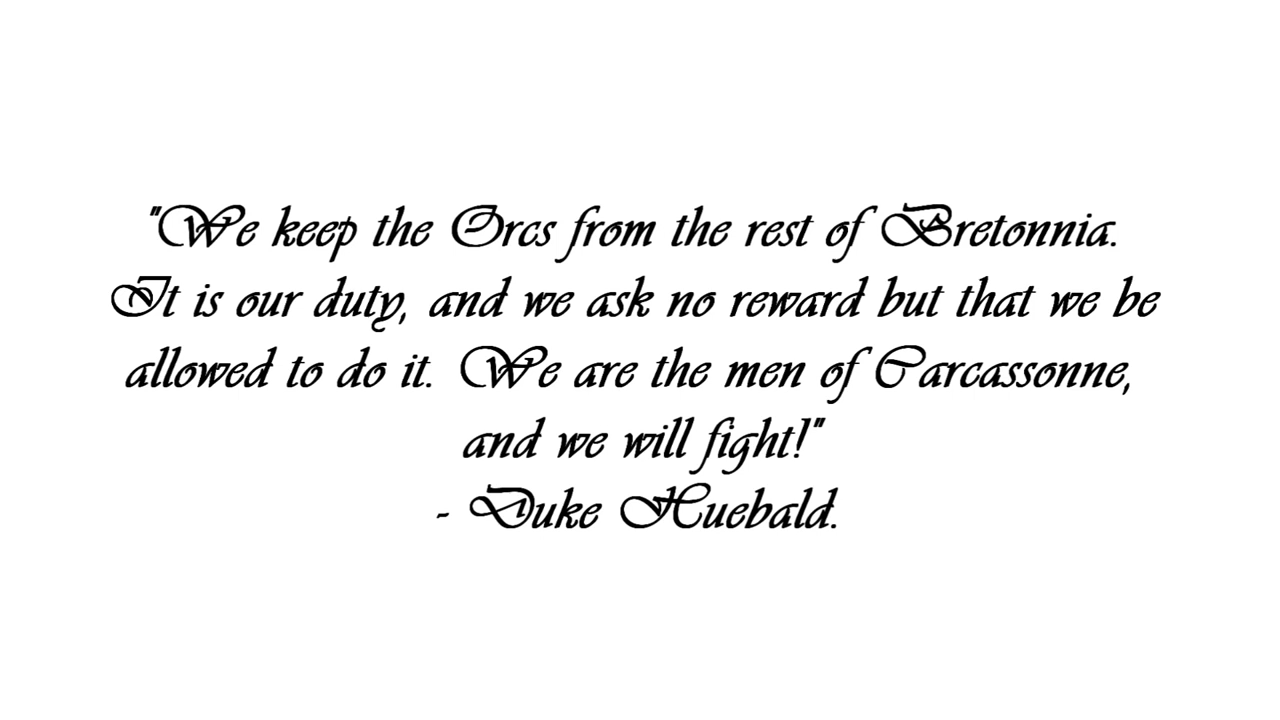 "We keep the Orcs from the rest of Bretonnia.
It is our duty, and we ask no reward but that we be
allowed to do it. We are the men of Carcassonne,
and we will fight!"
- Duke Huebald.